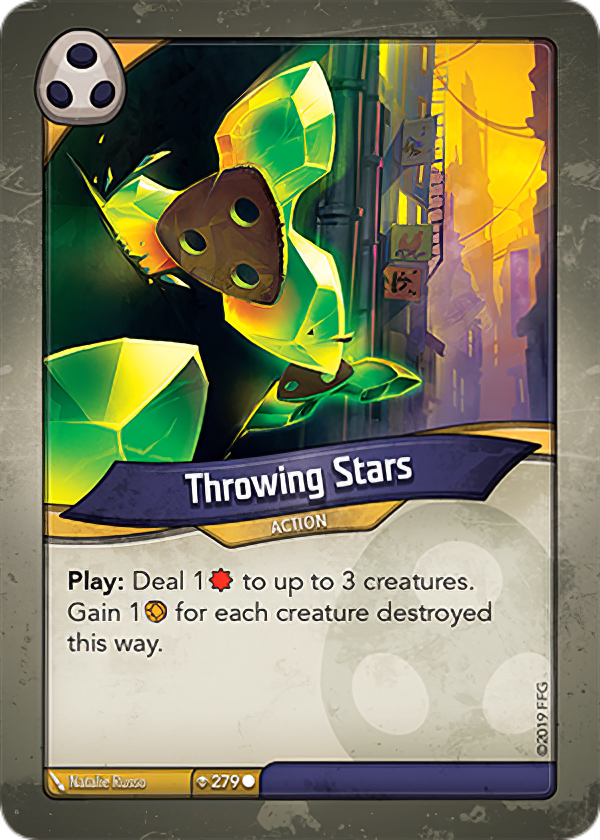 Throwing Stars
ACTION
Play: Deal 1 to up to 3 creatures.
Gain 1 for each creature destroyed
this way.
©2019 FFG
Natalie Russo
279